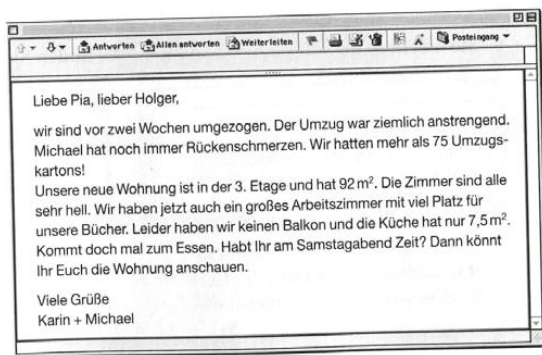 Antworten Allen antworten Weiterleiten Posteingang
Liebe Pia, lieber Holger,
wir sind vor zwei Wochen umgezogen. Der Umzug war ziemlich anstrengend.
Michael hat noch immer Rückenschmerzen. Wir hatten mehr als 75 Umzugs-
kartons!
Unsere neue Wohnung ist in der 3. Etage und hat 92 m². Die Zimmer sind alle
sehr hell. Wir haben jetzt auch ein großes Arbeitszimmer mit viel Platz für
unsere Bücher. Leider haben wir keinen Balkon und die Küche hat nur 7,5 m².
Kommt doch mal zum Essen. Habt Ihr am Samstagabend Zeit? Dann könnt
Ihr Euch die Wohnung anschauen.
Viele Grüße
Karin + Michael